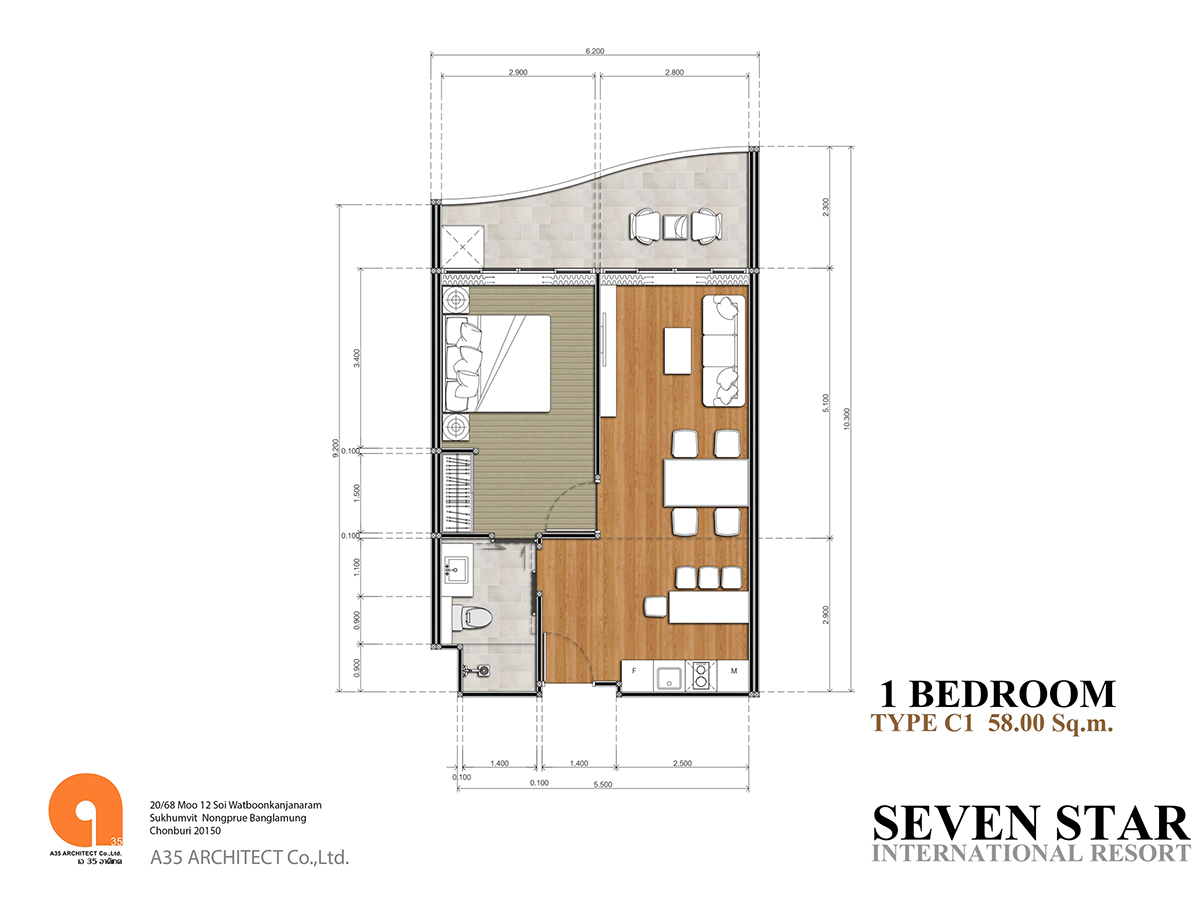 6.200
2.900
2.800
2.300
3.400
5.100
10.300
9.200
0.100
1.500
0.100
1.100
0.900
2.900
0.900
F
M
1 BEDROOM
TYPE C1 58.00 Sq.m.
1.400
1.400
2.500
0.100
0.100
5.500
35
A35 ARCHITECT Co.,Ltd.
เอ 35 อาคิเทค
20/68 Moo 12 Soi Watboonkanjanaram
Sukhumvit Nongprue Banglamung
Chonburi 20150
A35 ARCHITECT Co.,Ltd.
SEVEN STAR
INTERNATIONAL RESORT